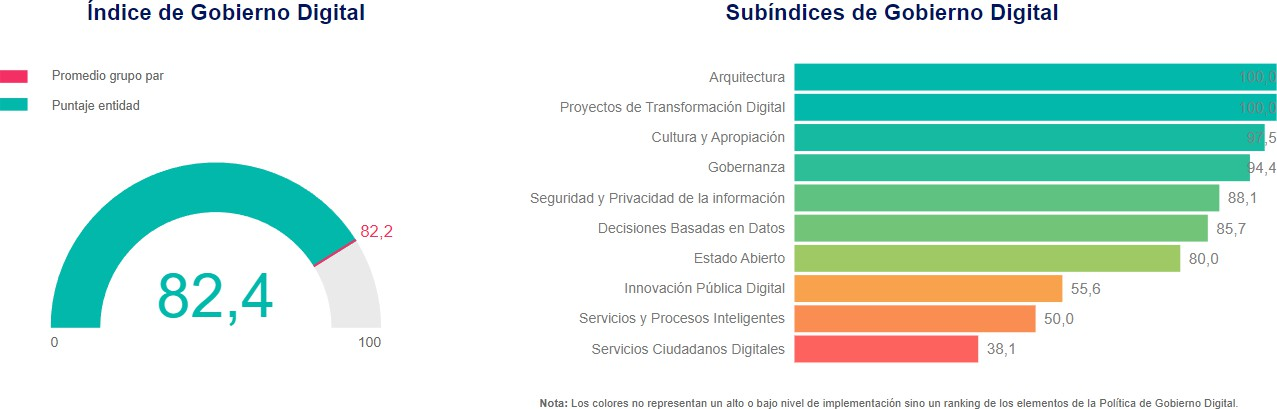 Índice de Gobierno Digital
Promedio grupo par
Puntaje entidad
82,2
82,4
0
100
Subíndices de Gobierno Digital
Arquitectura 100,0
Proyectos de Transformación Digital 100,0
Cultura y Apropiación 97,5
Gobernanza 94,4
Seguridad y Privacidad de la información 88,1
Decisiones Basadas en Datos 85,7
Estado Abierto 80,0
Innovación Pública Digital 55,6
Servicios y Procesos Inteligentes 50,0
Servicios Ciudadanos Digitales 38,1
Nota: Los colores no representan un alto o bajo nivel de implementación sino un ranking de los elementos de la Política de Gobierno Digital.